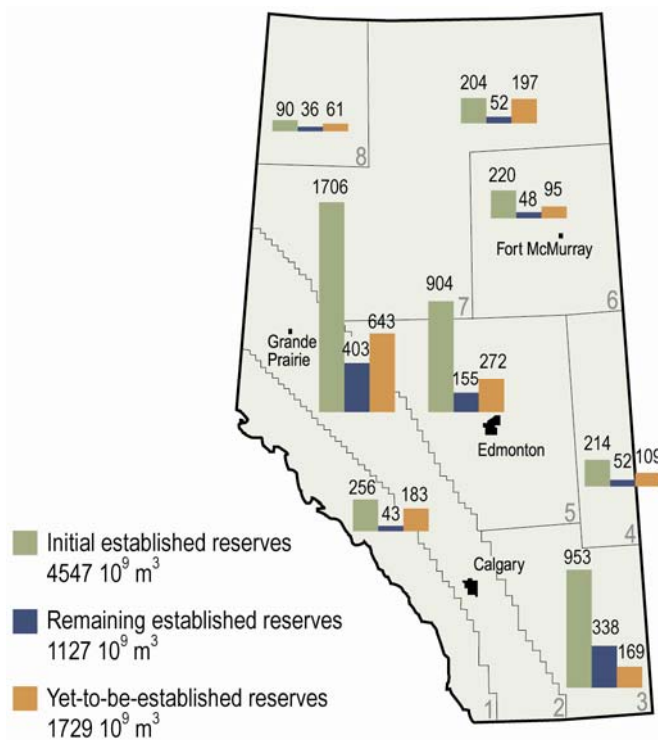 90 36 61
204 52 197
8
1706
220 48 95
Fort McMurray
904
7
6
643
Grande
Prairie
403
272
155
Edmonton
214 52 109
256 43 183
5
4
Initial established reserves
4547 10⁹ m³
Calgary
953
338
Remaining established reserves
1127 10⁹ m³
169
Yet-to-be-established reserves
1729 10⁹ m³
1
2
3